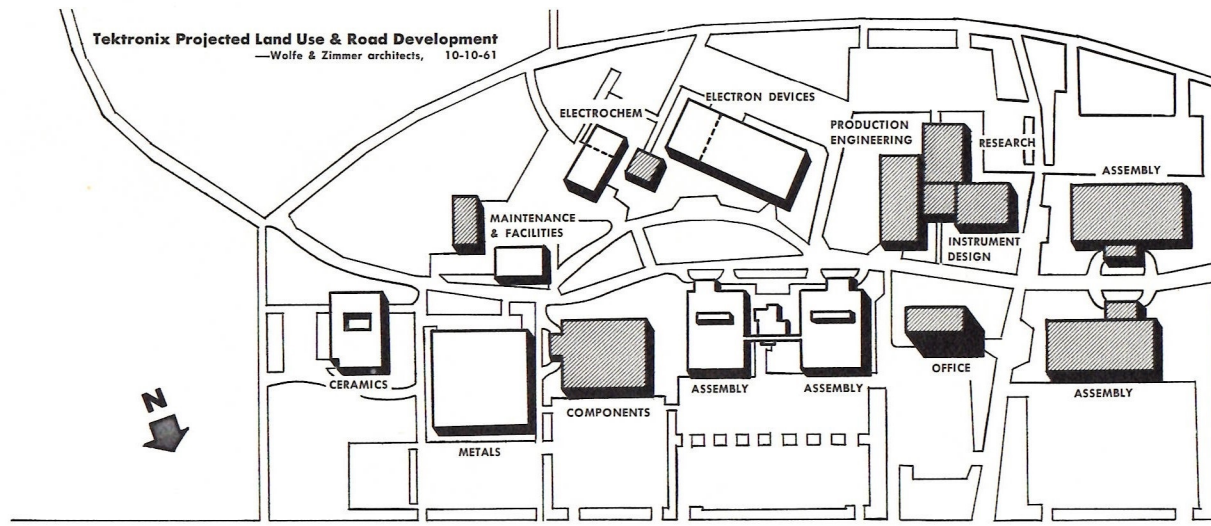 Tektronix Projected Land Use & Road Development
—Wolfe & Zimmer architects, 10-10-61
ELECTRON DEVICES
ELECTROCHEM
PRODUCTION
ENGINEERING
RESEARCH
ASSEMBLY
MAINTENANCE
& FACILITIES
INSTRUMENT
DESIGN
CERAMICS
ASSEMBLY
ASSEMBLY
OFFICE
ASSEMBLY
COMPONENTS
METALS
N